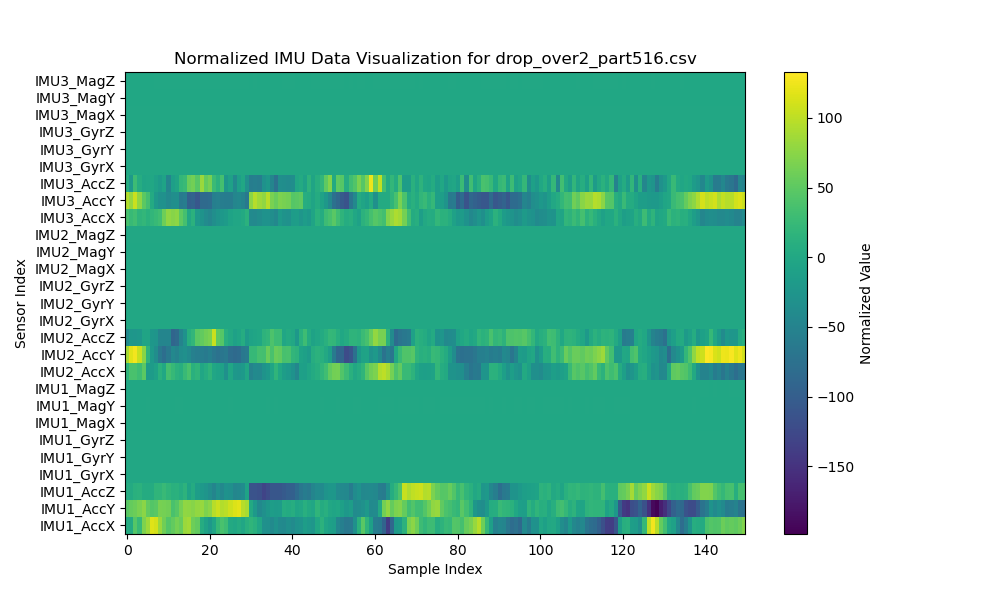 Normalized IMU Data Visualization for drop_over2_part516.csv
IMU3_MagZ
IMU3_MagY
IMU3_MagX
IMU3_GyrZ
IMU3_GyrY
IMU3_GyrX
IMU3_AccZ
IMU3_AccY
IMU3_AccX
IMU2_MagZ
IMU2_MagY
IMU2_MagX
IMU2_GyrZ
IMU2_GyrY
IMU2_GyrX
IMU2_AccZ
IMU2_AccY
IMU2_AccX
IMU1_MagZ
IMU1_MagY
IMU1_MagX
IMU1_GyrZ
IMU1_GyrY
IMU1_GyrX
IMU1_AccZ
IMU1_AccY
IMU1_AccX
Sensor Index
0 20 40 60 80 100 120 140
Sample Index
100
50
0
−50
−100
−150
Normalized Value